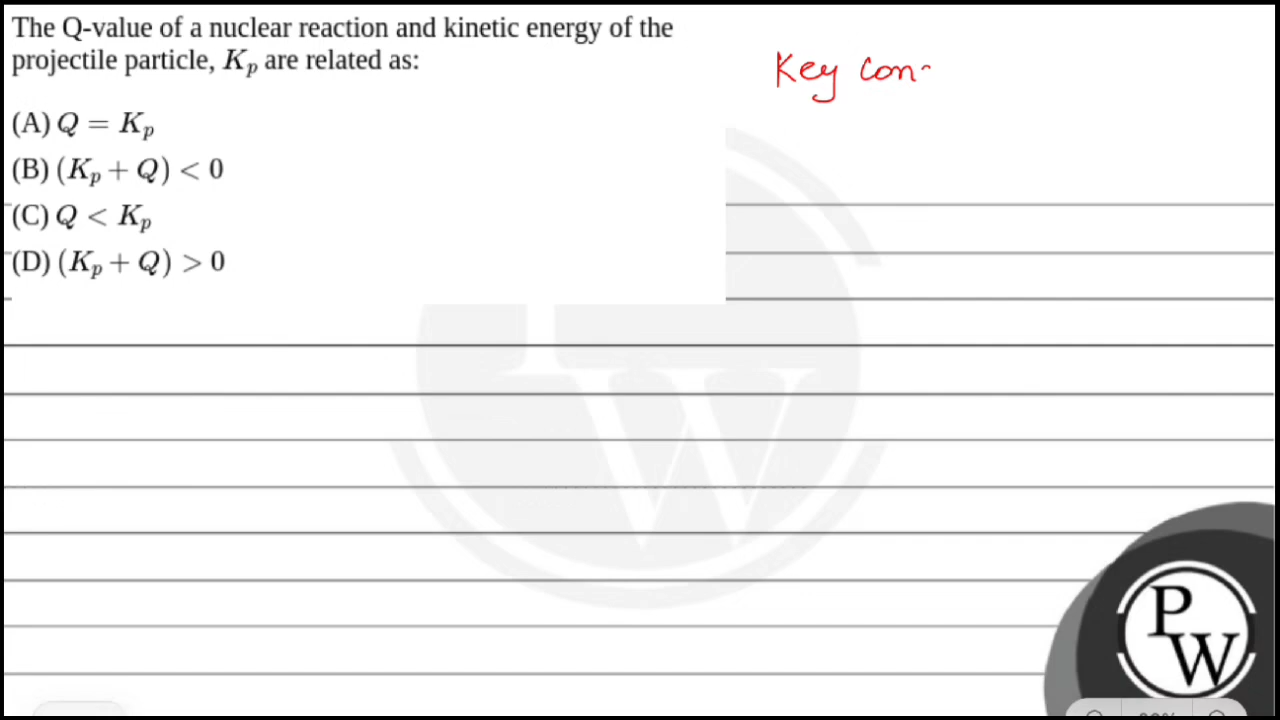 The Q-value of a nuclear reaction and kinetic energy of the
projectile particle, K_p are related as:
Key con
(A) Q = K_p
(B) (K_p + Q) < 0
(C) Q < K_p
(D) (K_p + Q) > 0
W
P
W